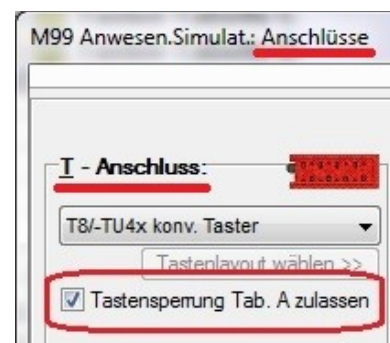 M99 Anwesen.Simulat.: Anschlüsse
T - Anschluss:
T8/-TU4x konv. Taster
Tastenlayout wählen >>
Tastensperrung Tab. A zulassen